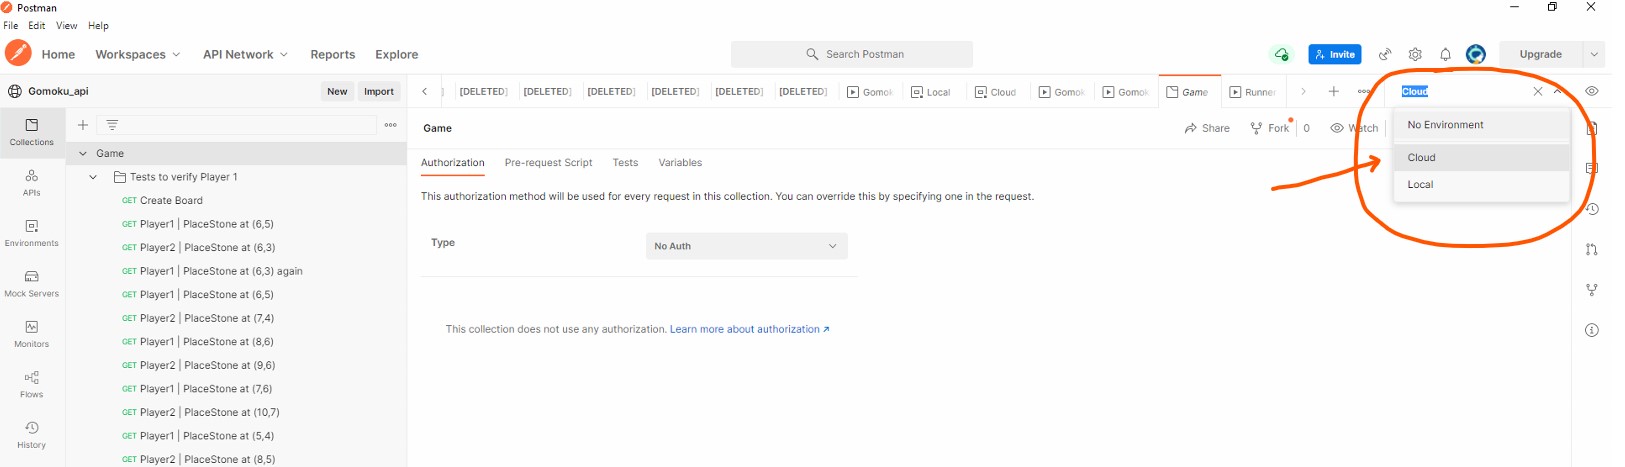 Postman
File Edit View Help
Home Workspaces API Network Reports Explore Search Postman Invite Upgrade
Gomoku_api New Import [DELETED] [DELETED] [DELETED] [DELETED] [DELETED] [DELETED] Gomok Local Cloud Gomok Gomok Game Runner Cloud
Collections
APIs
Environments
Mock Servers
Monitors
Flows
History
Game
Tests to verify Player 1
GET Create Board
GET Player1 | PlaceStone at (6,5)
GET Player2 | PlaceStone at (6,3)
GET Player1 | PlaceStone at (6,3) again
GET Player1 | PlaceStone at (6,5)
GET Player2 | PlaceStone at (7,4)
GET Player1 | PlaceStone at (8,6)
GET Player2 | PlaceStone at (9,6)
GET Player1 | PlaceStone at (7,6)
GET Player2 | PlaceStone at (10,7)
GET Player1 | PlaceStone at (5,4)
GET Player2 | PlaceStone at (8,5)
Game Share Fork 0 Watch
Authorization Pre-request Script Tests Variables
This authorization method will be used for every request in this collection. You can override this by specifying one in the request.
Type No Auth
This collection does not use any authorization. Learn more about authorization ↗
No Environment
Cloud
Local